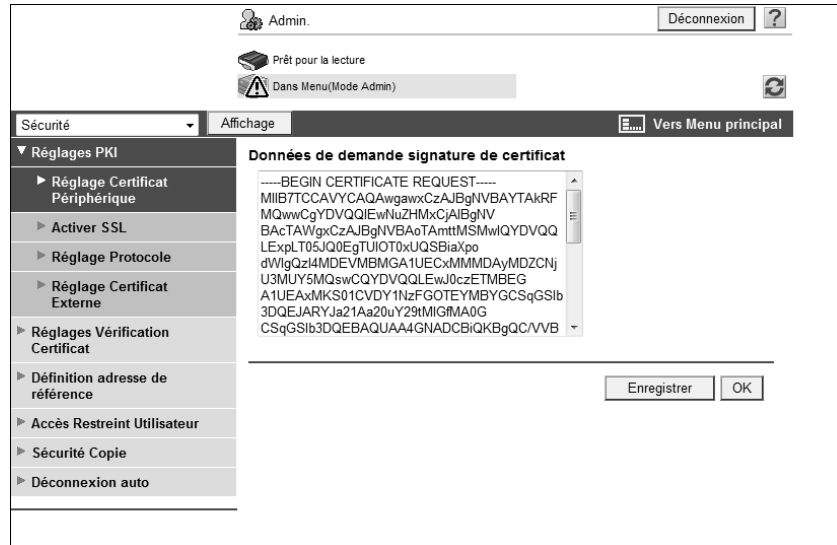 Admin.
Déconnexion
?
Prêt pour la lecture
Dans Menu(Mode Admin)
Sécurité
Affichage
Vers Menu principal
Réglages PKI
Réglage Certificat
Périphérique
Activer SSL
Réglage Protocole
Réglage Certificat
Externe
Réglages Vérification
Certificat
Définition adresse de
référence
Accès Restreint Utilisateur
Sécurité Copie
Déconnexion auto
Données de demande signature de certificat
-----BEGIN CERTIFICATE REQUEST-----
MIIB7TCCAVYCAQAwgawxCzAJBgNVBAYTAkRF
MQwwCgYDVQQIEwNuZHMxCjAIBgNV
BAcTAWgxCzAJBgNVBAoTAmttMSMwIQYDVQQ
LExpLT05JQ0EgTUlOT0xUQSBiaXpo
dWIgQzI4MDEVMBMGA1UECxMMMDAyMDZCNj
U3MUY5MQswCQYDVQQLEwJ0czETMBEG
A1UEAxMKS01CVDY1NzFGOTEYMBYGCSqGSIb
3DQEJARYJa21Aa20uY29tMIGfMA0G
CSqGSIb3DQEBAQUAA4GNADCBiQKBgQC/VVB
Enregistrer
OK